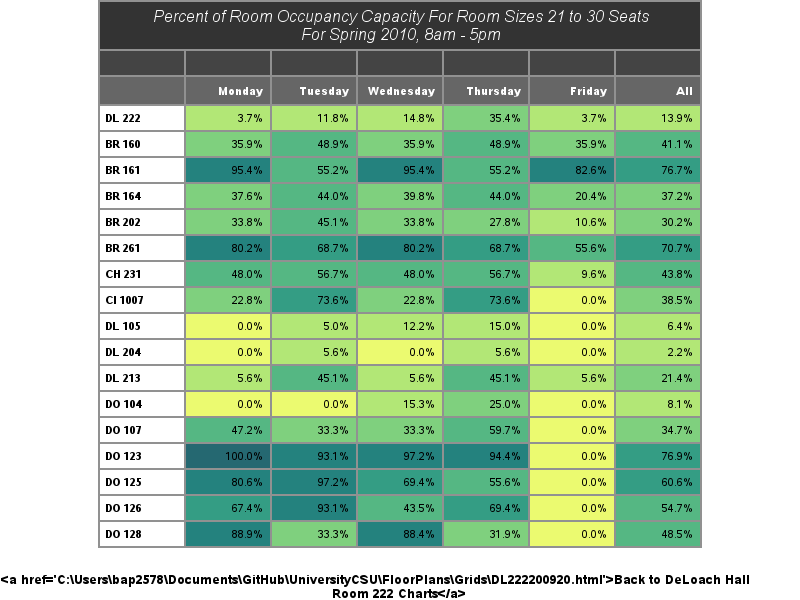 Percent of Room Occupancy Capacity For Room Sizes 21 to 30 Seats
For Spring 2010, 8am - 5pm
Monday Tuesday Wednesday Thursday Friday All
DL 222 3.7% 11.8% 14.8% 35.4% 3.7% 13.9%
BR 160 35.9% 48.9% 35.9% 48.9% 35.9% 41.1%
BR 161 95.4% 55.2% 95.4% 55.2% 82.6% 76.7%
BR 164 37.6% 44.0% 39.8% 44.0% 20.4% 37.2%
BR 202 33.8% 45.1% 33.8% 27.8% 10.6% 30.2%
BR 261 80.2% 68.7% 80.2% 68.7% 55.6% 70.7%
CH 231 48.0% 56.7% 48.0% 56.7% 9.6% 43.8%
CI 1007 22.8% 73.6% 22.8% 73.6% 0.0% 38.5%
DL 105 0.0% 5.0% 12.2% 15.0% 0.0% 6.4%
DL 204 0.0% 5.6% 0.0% 5.6% 0.0% 2.2%
DL 213 5.6% 45.1% 5.6% 45.1% 5.6% 21.4%
DO 104 0.0% 0.0% 15.3% 25.0% 0.0% 8.1%
DO 107 47.2% 33.3% 33.3% 59.7% 0.0% 34.7%
DO 123 100.0% 93.1% 97.2% 94.4% 0.0% 76.9%
DO 125 80.6% 97.2% 69.4% 55.6% 0.0% 60.6%
DO 126 67.4% 93.1% 43.5% 69.4% 0.0% 54.7%
DO 128 88.9% 33.3% 88.4% 31.9% 0.0% 48.5%
<a href='C:\Users\bap2578\Documents\GitHub\UniversityCSU\FloorPlans\Grids\DL222200920.html'>Back to DeLoach Hall
Room 222 Charts</a>